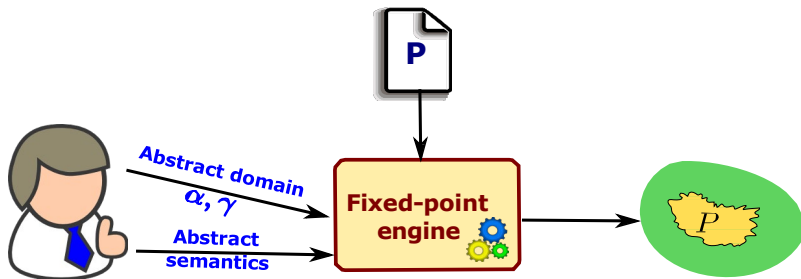 P
Abstract domain
α, γ
Abstract
semantics
Fixed-point
engine
P